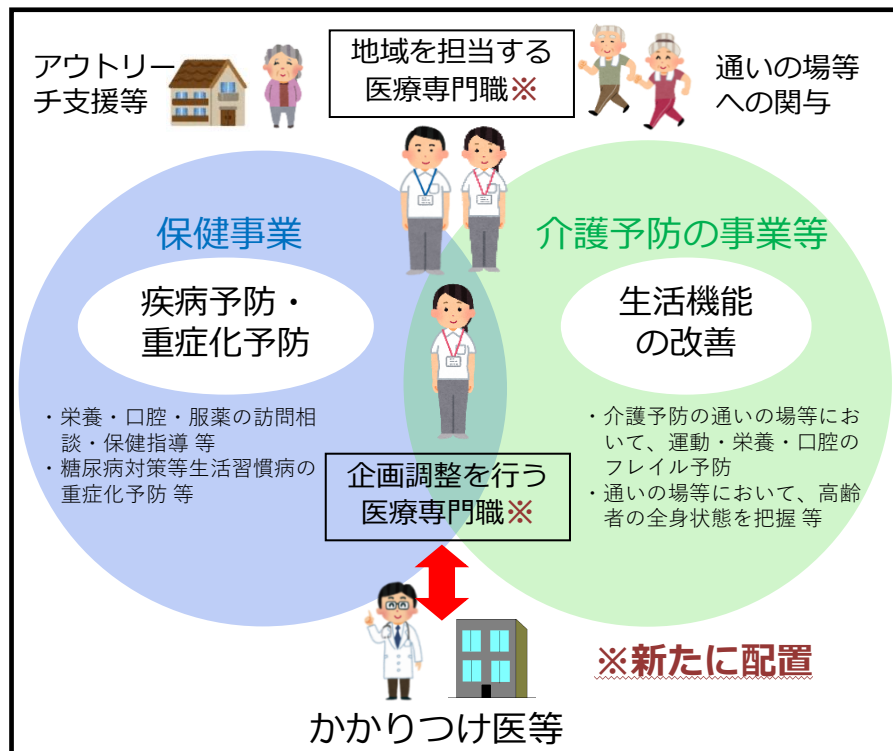 アウトリー
チ支援等
地域を担当する
医療専門職※
通いの場等
への関与
保健事業
介護予防の事業等
疾病予防・
重症化予防
生活機能
の改善
・栄養・口腔・服薬の訪問相
談・保健指導 等
・糖尿病対策等生活習慣病の
重症化予防 等
・介護予防の通いの場等にお
いて、運動・栄養・口腔の
フレイル予防
・通いの場等において、高齢
者の全身状態を把握 等
企画調整を行う
医療専門職※
※新たに配置
かかりつけ医等